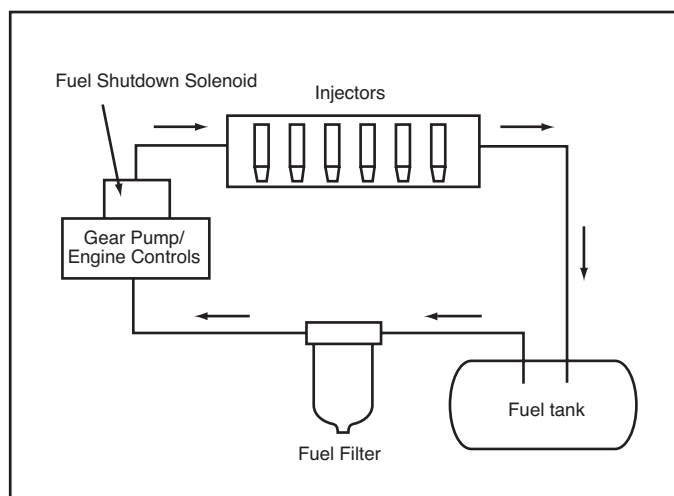 Fuel Shutdown Solenoid
Injectors
Gear Pump/
Engine Controls
Fuel tank
Fuel Filter